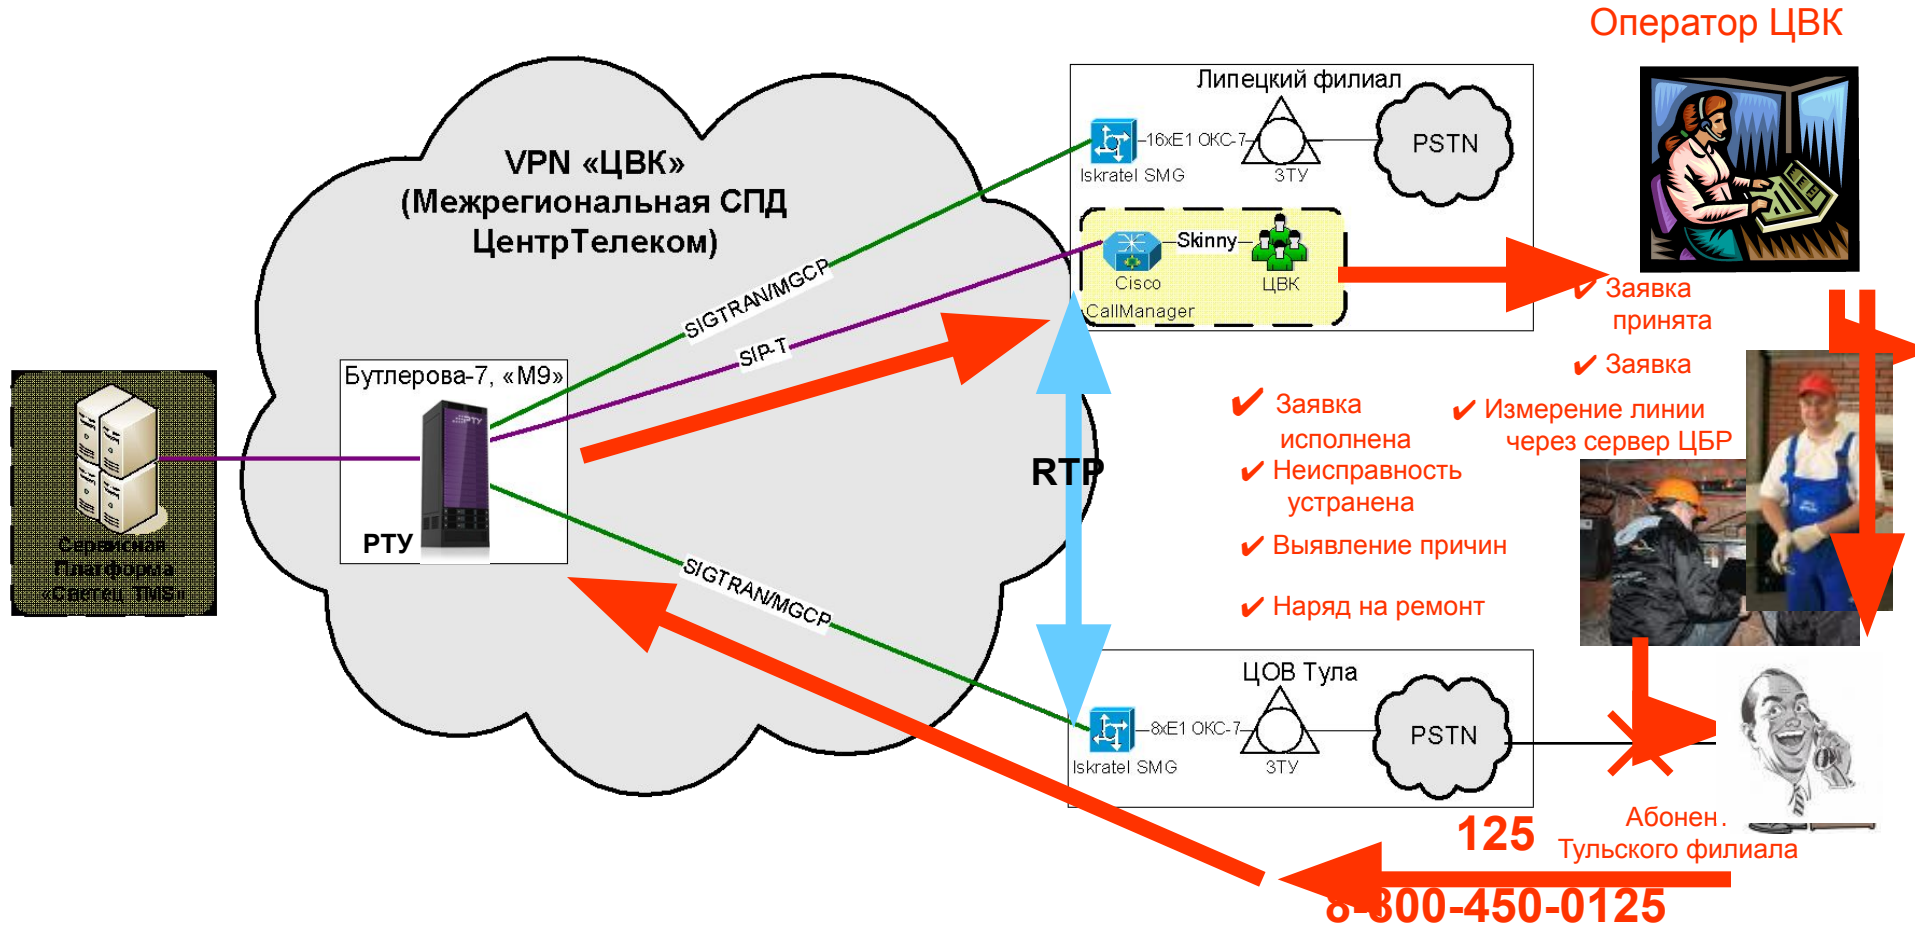 Оператор ЦВК
Липецкий филиал
16xE1 ОКС-7
PSTN
Iskratel SMG
ЗТУ
VPN «ЦВК»
(Межрегиональная СПД
ЦентрТелеком)
Skinny
Cisco
ЦВК
CallManager
SIGTRAN/MGCP
SIP-T
Заявка
принята
Заявка
Измерение линии
через сервер ЦБР
Заявка
исполнена
Неисправность
устранена
Выявление причин
Наряд на ремонт
RTP
Бутлерова-7, «М9»
РТУ
РТУ
Сервисная
Платформа
«Светец TMS»
SIGTRAN/MGCP
ЦОВ Тула
8xE1 ОКС-7
PSTN
Iskratel SMG
ЗТУ
125
Абонен
Тульского филиала
8-800-450-0125